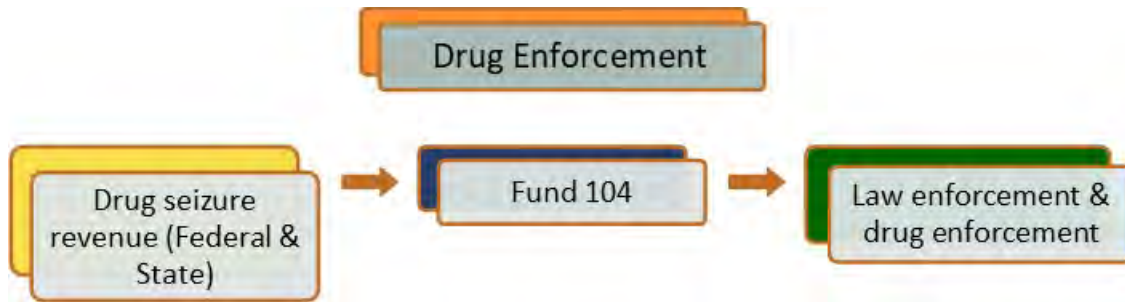 Drug Enforcement
Drug seizure
revenue (Federal &
State)
Fund 104
Law enforcement &
drug enforcement